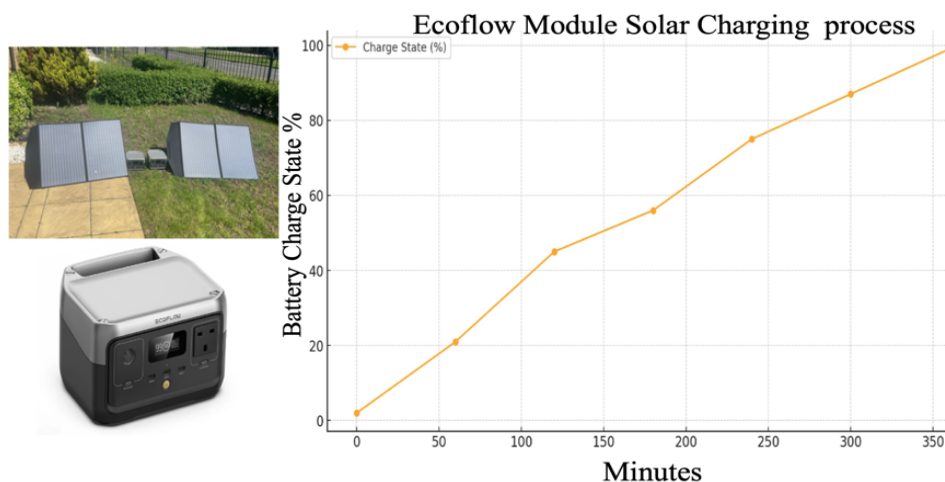 Ecoflow Module Solar Charging process
Charge State (%)
Battery Charge State %
100
80
60
40
20
0
0
50
100
150
200
250
300
350
Minutes
ECOFLOW